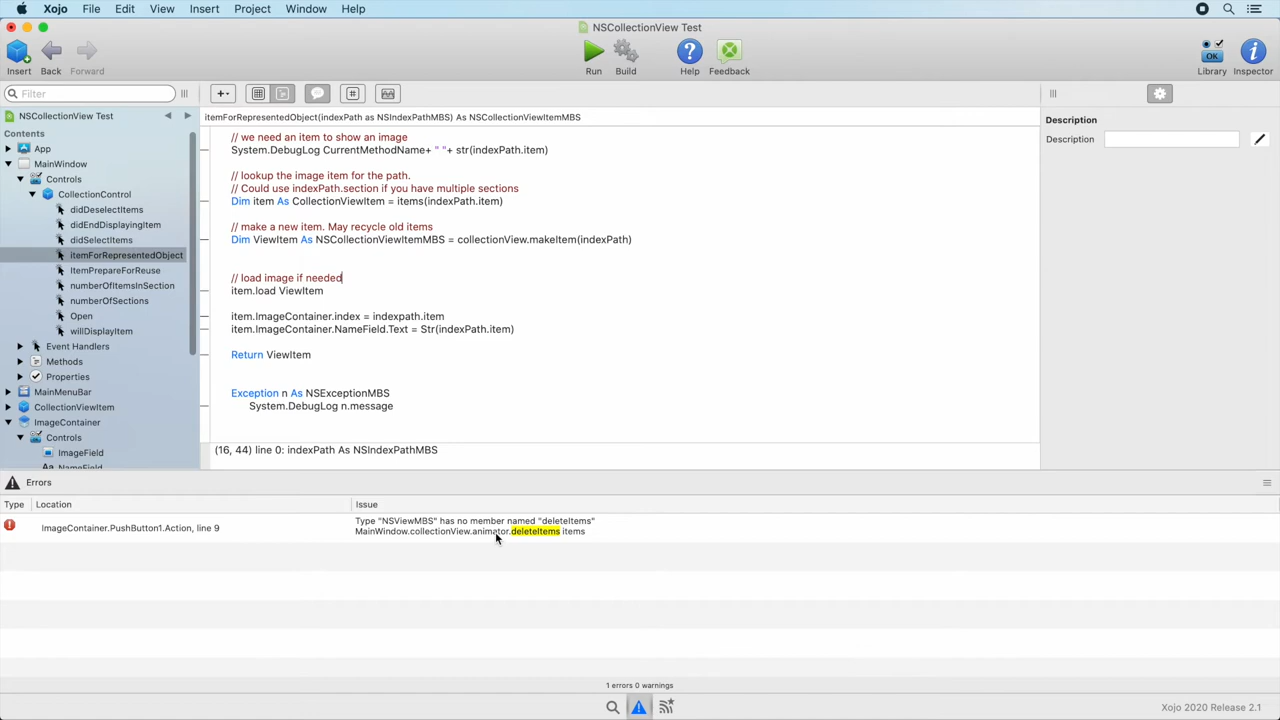 Xojo File Edit View Insert Project Window Help
NSCollectionView Test
Insert Back Forward Run Build Help Feedback Library Inspector
OK
Filter
itemForRepresentedObject(indexPath as NSIndexPathMBS) As NSCollectionViewItemMBS
NSCollectionView Test
Contents
App
MainWindow
Controls
CollectionControl
didDeselectItems
didEndDisplayingItem
didSelectItems
itemForRepresentedObject
ItemPrepareForReuse
numberOfItemsInSection
numberOfSections
Open
willDisplayItem
Event Handlers
Methods
Properties
MainMenuBar
CollectionViewItem
ImageContainer
Controls
ImageField
NameField
// we need an item to show an image
System.DebugLog CurrentMethodName+ " "+ str(indexPath.item)
// lookup the image item for the path.
// Could use indexPath.section if you have multiple sections
Dim item As CollectionViewItem = items(indexPath.item)
// make a new item. May recycle old items
Dim ViewItem As NSCollectionViewItemMBS = collectionView.makeItem(indexPath)
// load image if needed
item.load ViewItem
item.ImageContainer.index = indexpath.item
item.ImageContainer.NameField.Text = Str(indexPath.item)
Return ViewItem
Exception n As NSExceptionMBS
System.DebugLog n.message
(16, 44) line 0: indexPath As NSIndexPathMBS
Description
Description
Errors
Type Location Issue
ImageContainer.PushButton1.Action, line 9
Type "NSViewMBS" has no member named "deleteItems"
MainWindow.collectionView.animator.deleteItems items
1 errors 0 warnings
Xojo 2020 Release 2.1